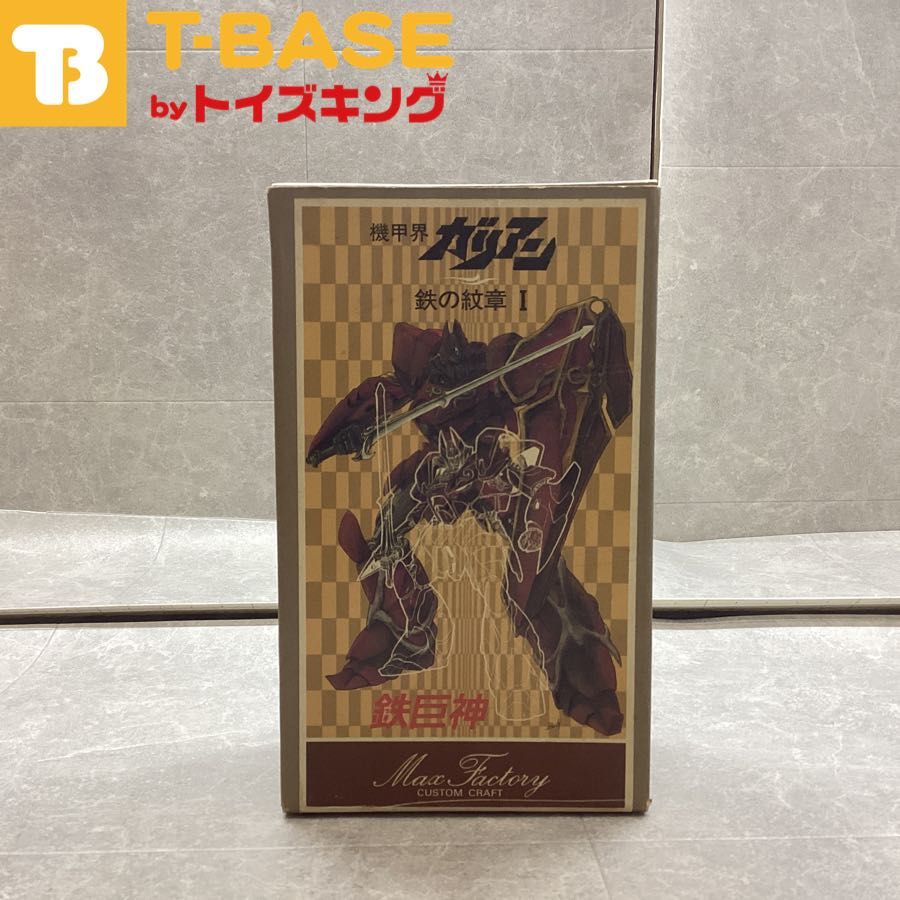 TB
T-BASE
byトイズキング
機甲界
ガリアン
鉄の紋章 I
鉄巨神
Max Factory
CUSTOM CRAFT